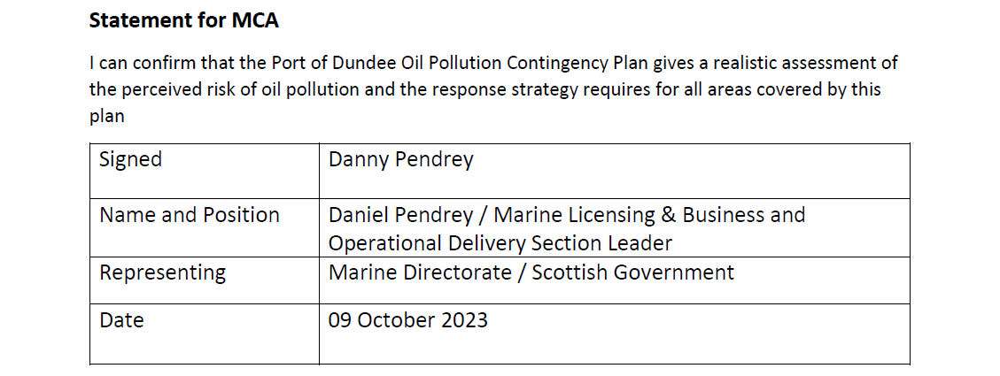 Statement for MCA
I can confirm that the Port of Dundee Oil Pollution Contingency Plan gives a realistic assessment of
the perceived risk of oil pollution and the response strategy requires for all areas covered by this
plan
Signed Danny Pendrey
Name and Position Daniel Pendrey / Marine Licensing & Business and
Operational Delivery Section Leader
Representing Marine Directorate / Scottish Government
Date 09 October 2023